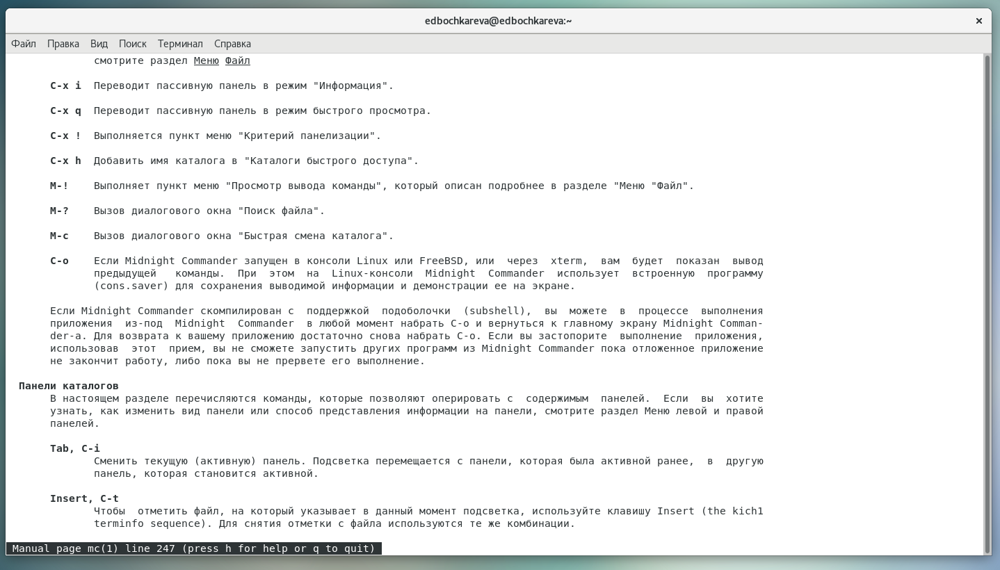 edbochkareva@edbochkareva:~ ×
Файл Правка Вид Поиск Терминал Справка
смотрите раздел Меню Файл
C-x i Переводит пассивную панель в режим "Информация".
C-x q Переводит пассивную панель в режим быстрого просмотра.
C-x ! Выполняется пункт меню "Критерий панелизации".
C-x h Добавить имя каталога в "Каталоги быстрого доступа".
M-! Выполняет пункт меню "Просмотр вывода команды", который описан подробнее в разделе "Меню "Файл".
M-? Вызов диалогового окна "Поиск файла".
M-c Вызов диалогового окна "Быстрая смена каталога".
C-o Если Midnight Commander запущен в консоли Linux или FreeBSD, или через xterm, вам будет показан вывод
предыдущей команды. При этом на Linux-консоли Midnight Commander использует встроенную программу
(cons.saver) для сохранения выводимой информации и демонстрации ее на экране.
Если Midnight Commander скомпилирован с поддержкой подоболочки (subshell), вы можете в процессе выполнения
приложения из-под Midnight Commander в любой момент набрать C-o и вернуться к главному экрану Midnight Comman-
der-а. Для возврата к вашему приложению достаточно снова набрать C-o. Если вы застопорите выполнение приложения,
использовав этот прием, вы не сможете запустить других программ из Midnight Commander пока отложенное приложение
не закончит работу, либо пока вы не прервете его выполнение.
Панели каталогов
В настоящем разделе перечисляются команды, которые позволяют оперировать с содержимым панелей. Если вы хотите
узнать, как изменить вид панели или способ представления информации на панели, смотрите раздел Меню левой и правой
панелей.
Tab, C-i
Сменить текущую (активную) панель. Подсветка перемещается с панели, которая была активной ранее, в другую
панель, которая становится активной.
Insert, C-t
Чтобы отметить файл, на который указывает в данный момент подсветка, используйте клавишу Insert (the kich1
terminfo sequence). Для снятия отметки с файла используются те же комбинации.
Manual page mc(1) line 247 (press h for help or q to quit)